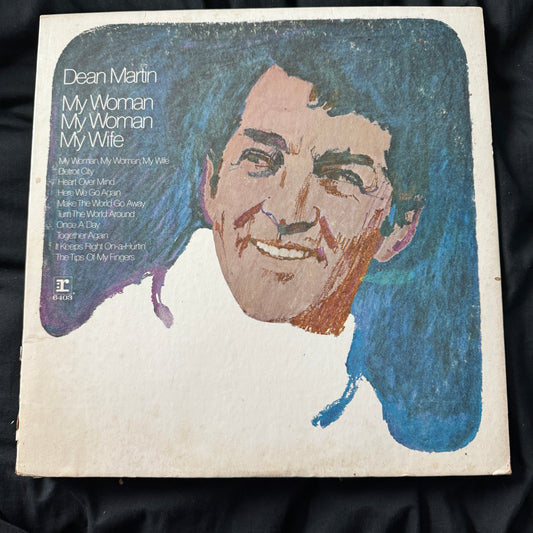 Dean Martin
My Woman
My Woman
My Wife
My Woman, My Woman, My Wife
Detroit City
Heart Over Mind
Here We Go Again
Make The World Go Away
Turn The World Around
Once A Day
Together Again
It Keeps Right On-a-Hurtin'
The Tips Of My Fingers
r:
6403